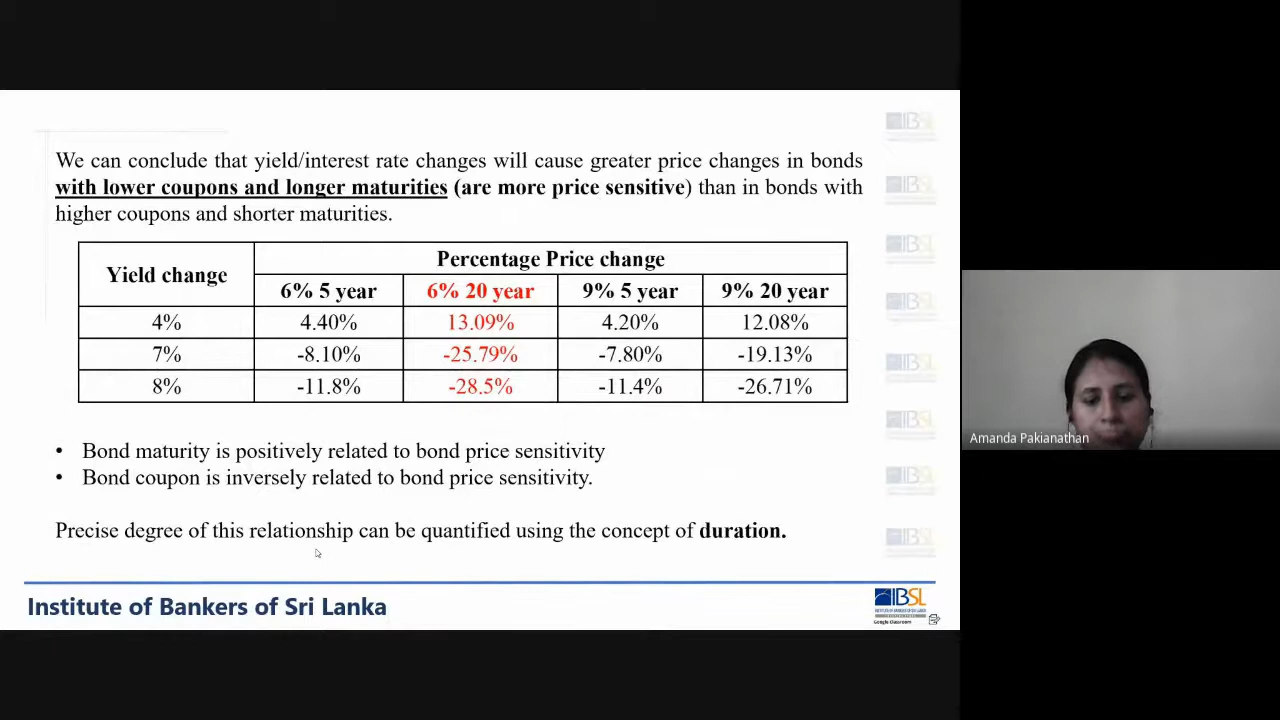 We can conclude that yield/interest rate changes will cause greater price changes in bonds
with lower coupons and longer maturities (are more price sensitive) than in bonds with
higher coupons and shorter maturities.
Yield change
Percentage Price change
6% 5 year 6% 20 year 9% 5 year 9% 20 year
4% 4.40% 13.09% 4.20% 12.08%
7% -8.10% -25.79% -7.80% -19.13%
8% -11.8% -28.5% -11.4% -26.71%
• Bond maturity is positively related to bond price sensitivity
• Bond coupon is inversely related to bond price sensitivity.
Precise degree of this relationship can be quantified using the concept of duration.
Institute of Bankers of Sri Lanka
IBSL
Google Classroom
Amanda Pakianathan